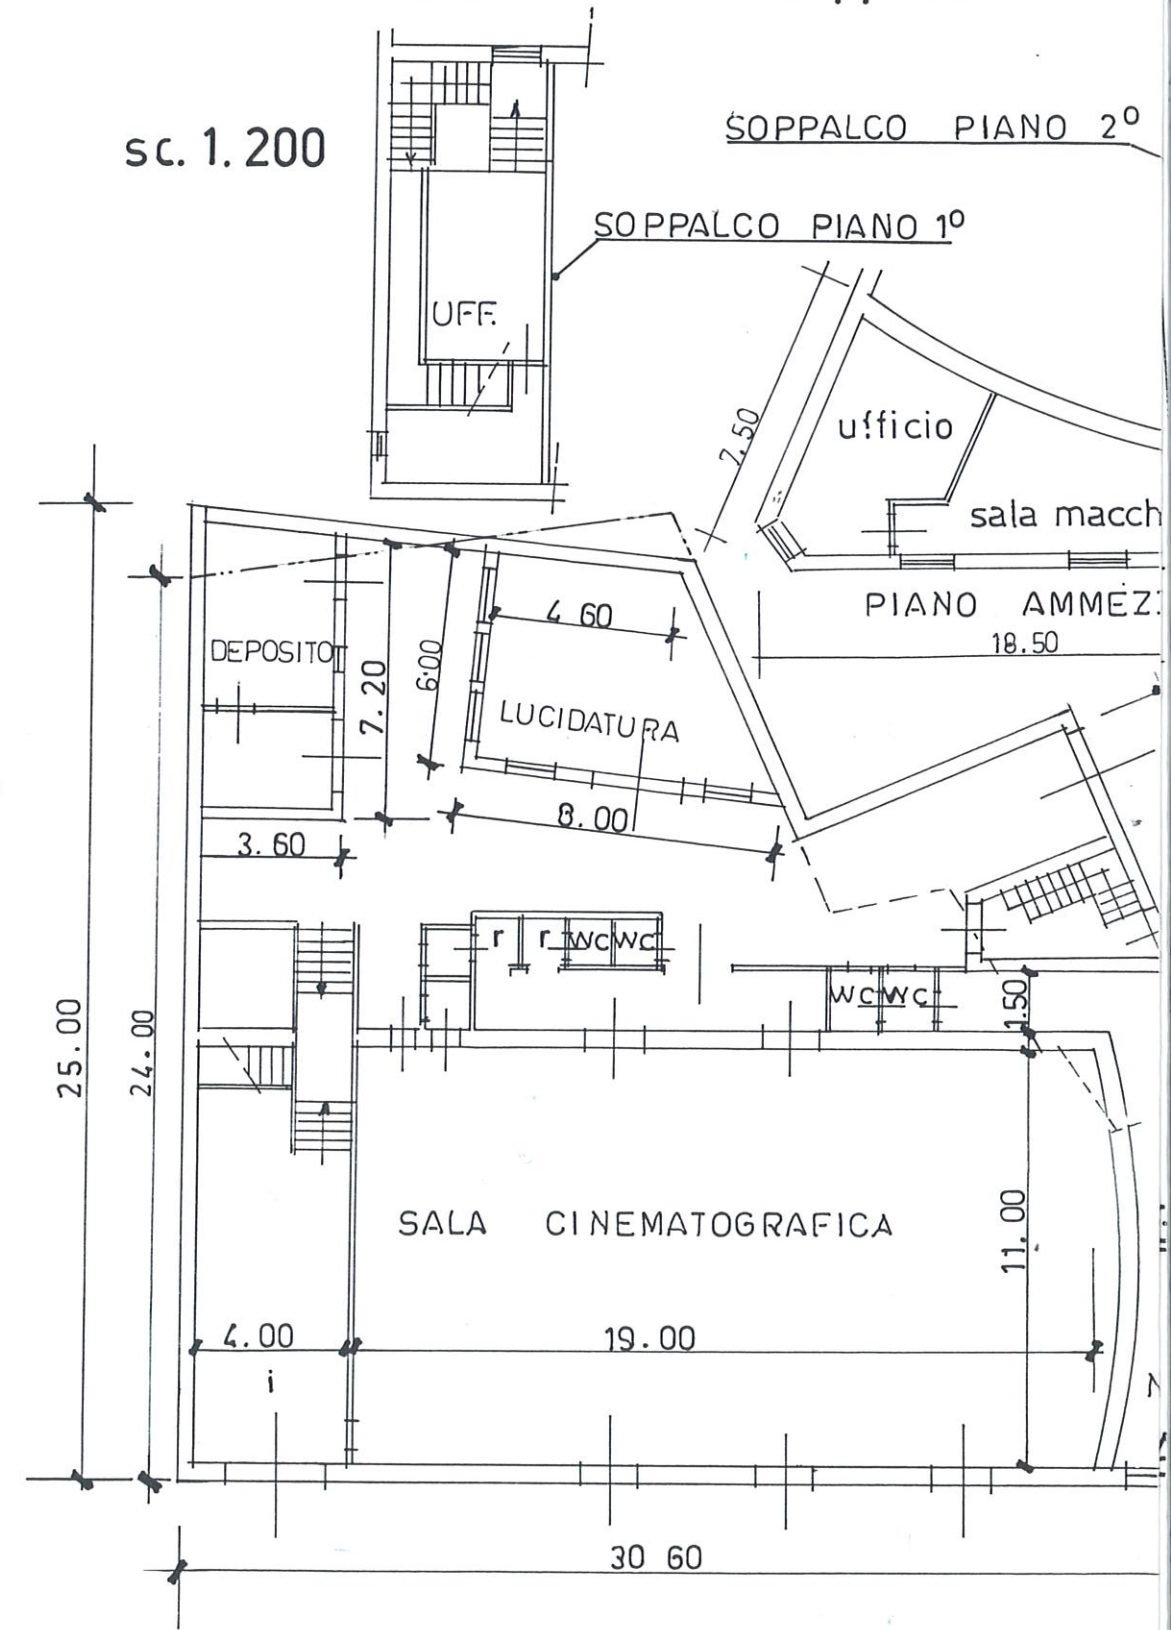 sc. 1. 200
SOPPALCO PIANO 2º
SOPPALCO PIANO 1º
UFF.
7.50
ufficio
sala macch
PIANO AMMEZ
18.50
4 60
DEPOSITO
7.20
6.00
LUCIDATURA
8.00
3.60
r r WC WC
WC WC
1.50
25.00
24.00
SALA CINEMATOGRAFICA
11.00
4.00
19.00
i
30 60